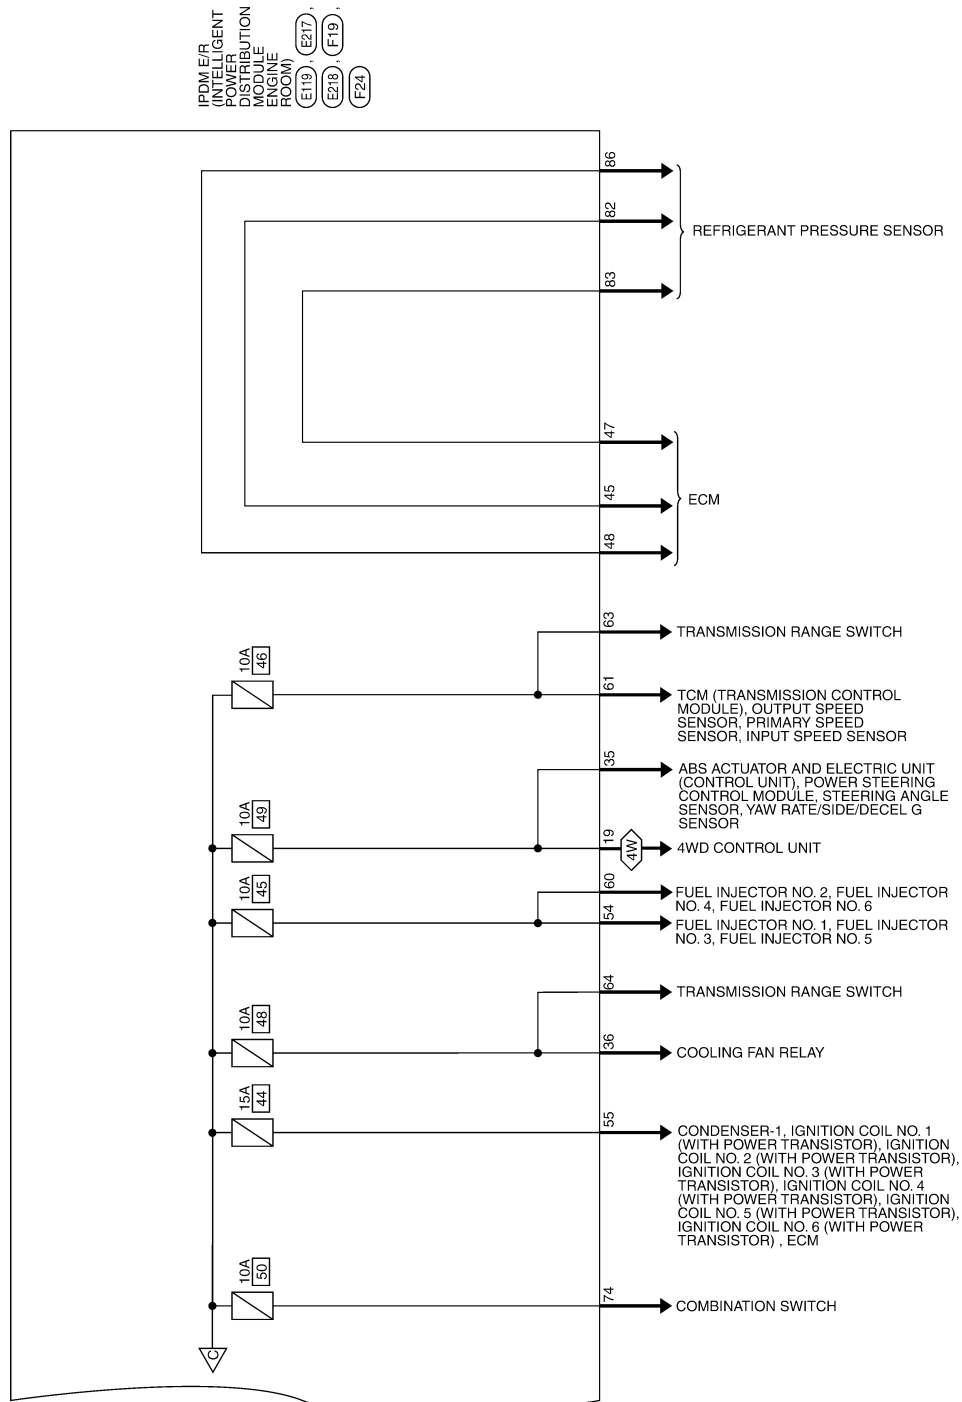 IPDM E/R
(INTELLIGENT
POWER
DISTRIBUTION
MODULE
ENGINE
ROOM)
E119 , E217 ,
E218 , F19 ,
F24
86
82
REFRIGERANT PRESSURE SENSOR
83
47
45
ECM
48
63
TRANSMISSION RANGE SWITCH
10A
46
61
TCM (TRANSMISSION CONTROL
MODULE), OUTPUT SPEED
SENSOR, PRIMARY SPEED
SENSOR, INPUT SPEED SENSOR
35
ABS ACTUATOR AND ELECTRIC UNIT
(CONTROL UNIT), POWER STEERING
CONTROL MODULE, STEERING ANGLE
SENSOR, YAW RATE/SIDE/DECEL G
SENSOR
10A
49
19
4W
4WD CONTROL UNIT
10A
45
60
FUEL INJECTOR NO. 2, FUEL INJECTOR
NO. 4, FUEL INJECTOR NO. 6
54
FUEL INJECTOR NO. 1, FUEL INJECTOR
NO. 3, FUEL INJECTOR NO. 5
64
TRANSMISSION RANGE SWITCH
10A
48
36
COOLING FAN RELAY
15A
44
55
CONDENSER-1, IGNITION COIL NO. 1
(WITH POWER TRANSISTOR), IGNITION
COIL NO. 2 (WITH POWER TRANSISTOR),
IGNITION COIL NO. 3 (WITH POWER
TRANSISTOR), IGNITION COIL NO. 4
(WITH POWER TRANSISTOR), IGNITION
COIL NO. 5 (WITH POWER TRANSISTOR),
IGNITION COIL NO. 6 (WITH POWER
TRANSISTOR) , ECM
10A
50
74
COMBINATION SWITCH
C